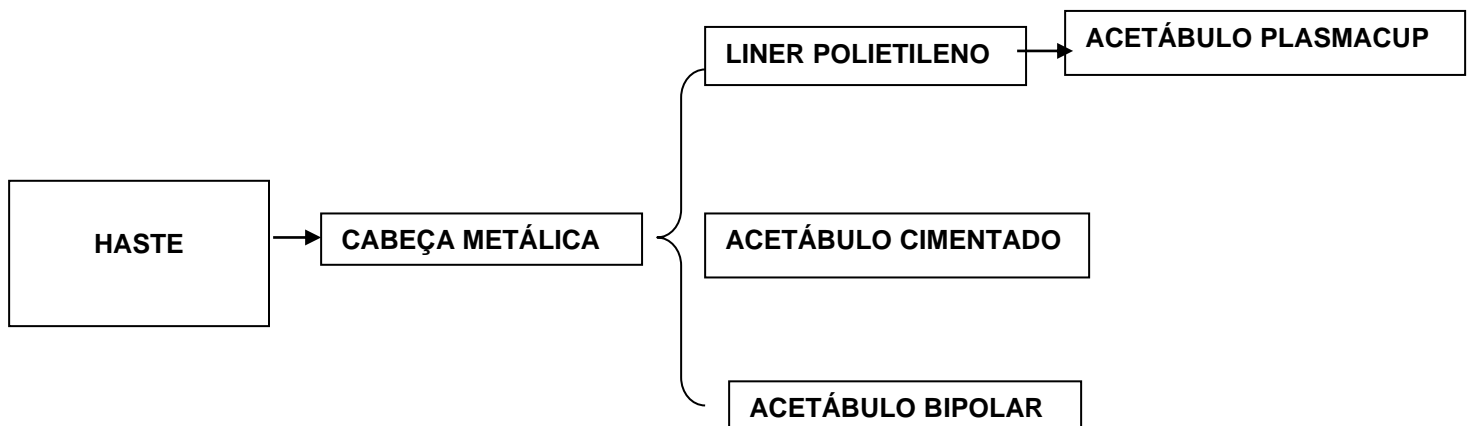 HASTE
CABEÇA METÁLICA
LINER POLIETILENO
ACETÁBULO PLASMACUP
ACETÁBULO CIMENTADO
ACETÁBULO BIPOLAR